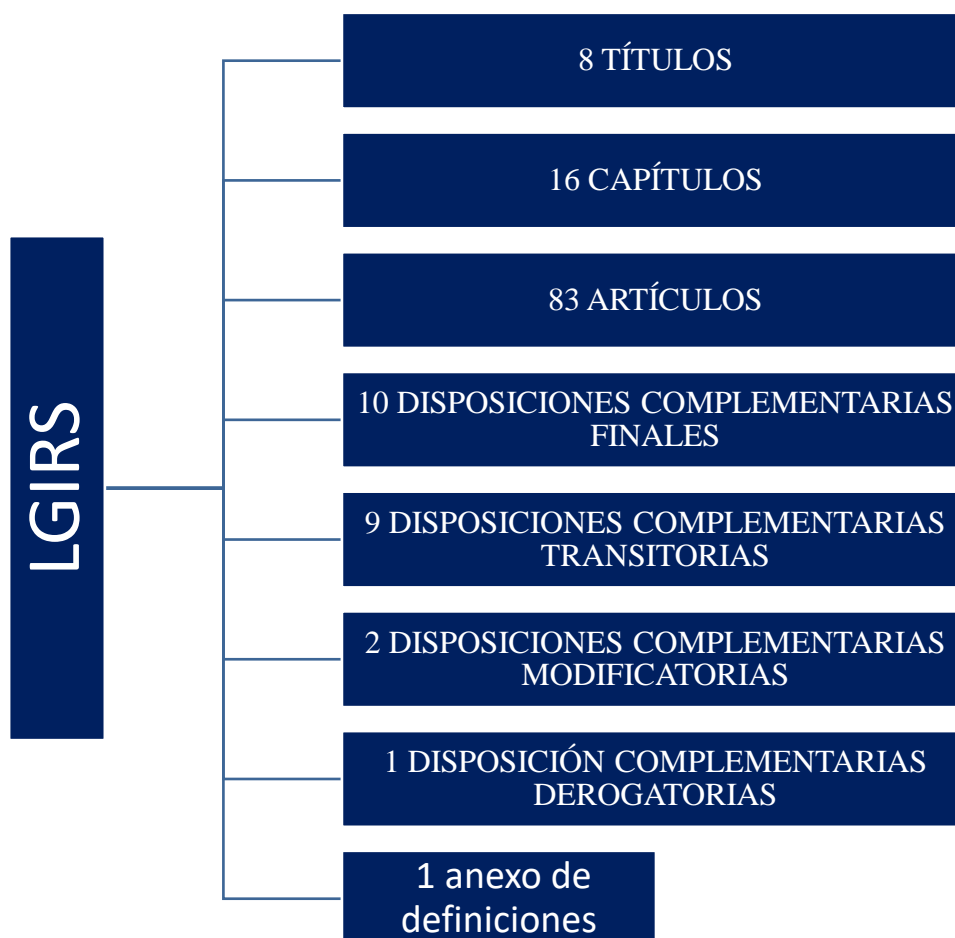 LGIRS
8 TÍTULOS
16 CAPÍTULOS
83 ARTÍCULOS
10 DISPOSICIONES COMPLEMENTARIAS
FINALES
9 DISPOSICIONES COMPLEMENTARIAS
TRANSITORIAS
2 DISPOSICIONES COMPLEMENTARIAS
MODIFICATORIAS
1 DISPOSICIÓN COMPLEMENTARIAS
DEROGATORIAS
1 anexo de
definiciones